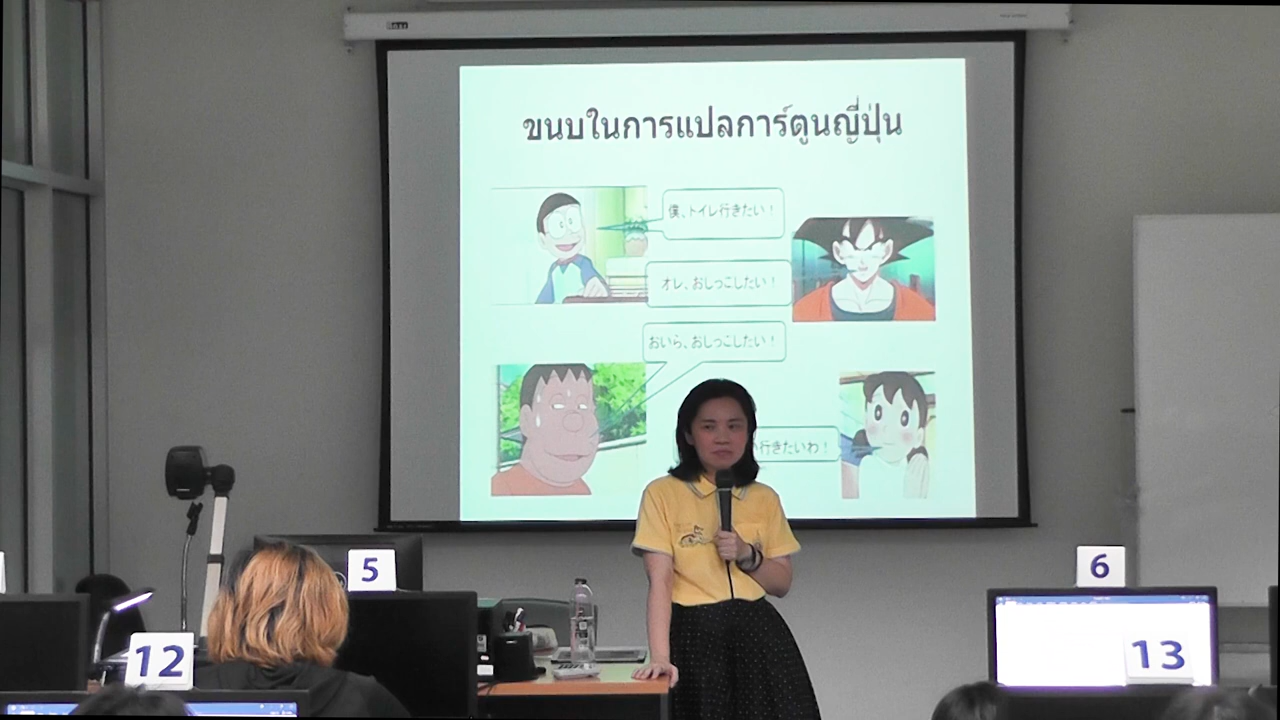 ขนบในการแปลการ์ตูนญี่ปุ่น
僕、トイレ行きたい！
オレ、おしっこしたい！
おいら、おしっこしたい！
行きたいわ！
5
6
12
13